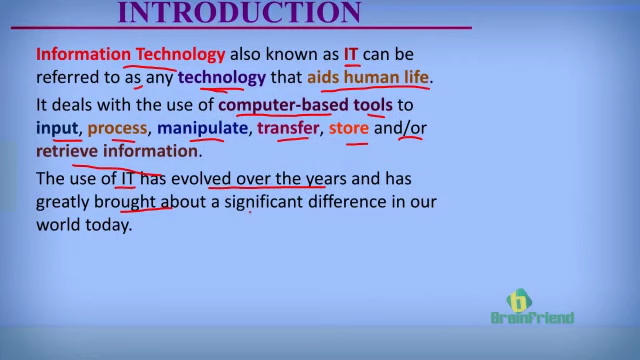 INTRODUCTION
Information Technology also known as IT can be
referred to as any technology that aids human life.
It deals with the use of computer-based tools to
input, process, manipulate, transfer, store and/or
retrieve information.
The use of IT has evolved over the years and has
greatly brought about a significant difference in our
world today.
b
BrainFriend